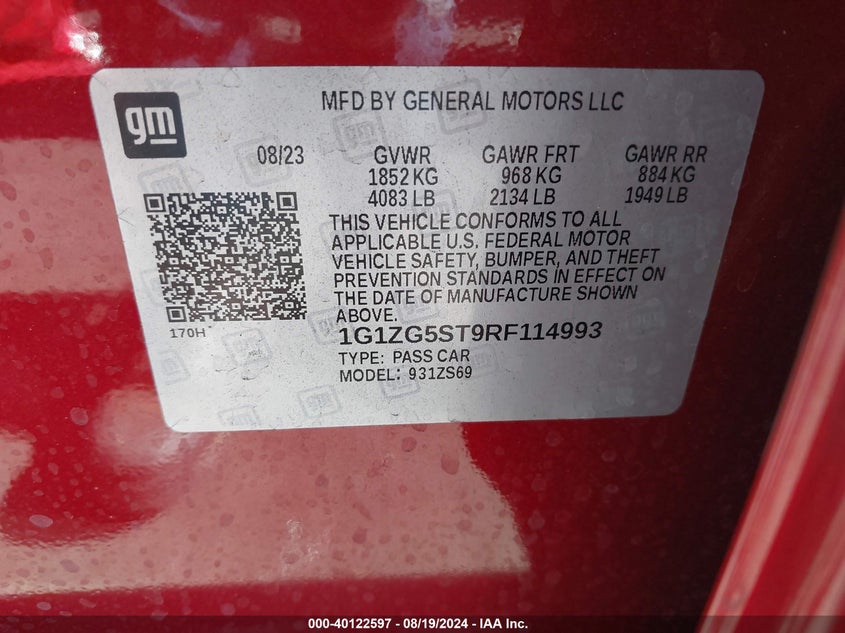 gm
MFD BY GENERAL MOTORS LLC
08/23 GVWR GAWR FRT GAWR RR
1852 KG 968 KG 884 KG
4083 LB 2134 LB 1949 LB
THIS VEHICLE CONFORMS TO ALL
APPLICABLE U.S. FEDERAL MOTOR
VEHICLE SAFETY, BUMPER, AND THEFT
PREVENTION STANDARDS IN EFFECT ON
THE DATE OF MANUFACTURE SHOWN
ABOVE.
170H
1G1ZG5ST9RF114993
TYPE: PASS CAR
MODEL: 931ZS69
000-40122597 - 08/19/2024 - IAA Inc.